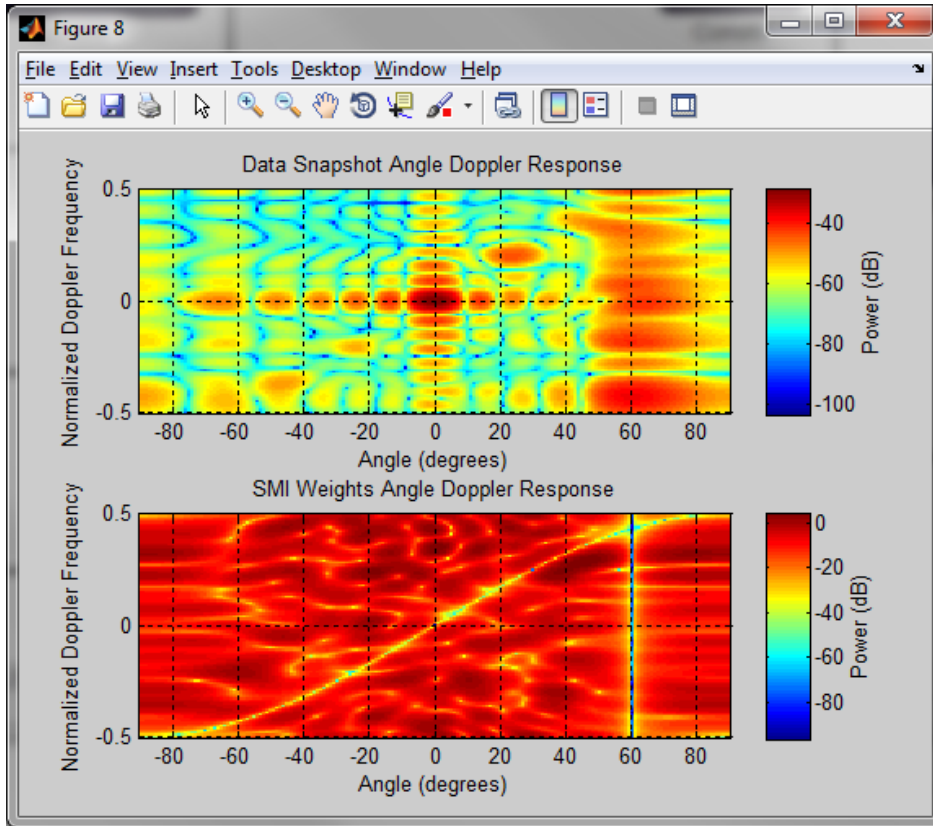 Figure 8
File Edit View Insert Tools Desktop Window Help
Data Snapshot Angle Doppler Response
Normalized Doppler Frequency
0.5
0
-0.5
-80 -60 -40 -20 0 20 40 60 80
Angle (degrees)
-40
-60
-80
-100
Power (dB)
SMI Weights Angle Doppler Response
Normalized Doppler Frequency
0.5
0
-0.5
-80 -60 -40 -20 0 20 40 60 80
Angle (degrees)
0
-20
-40
-60
-80
Power (dB)